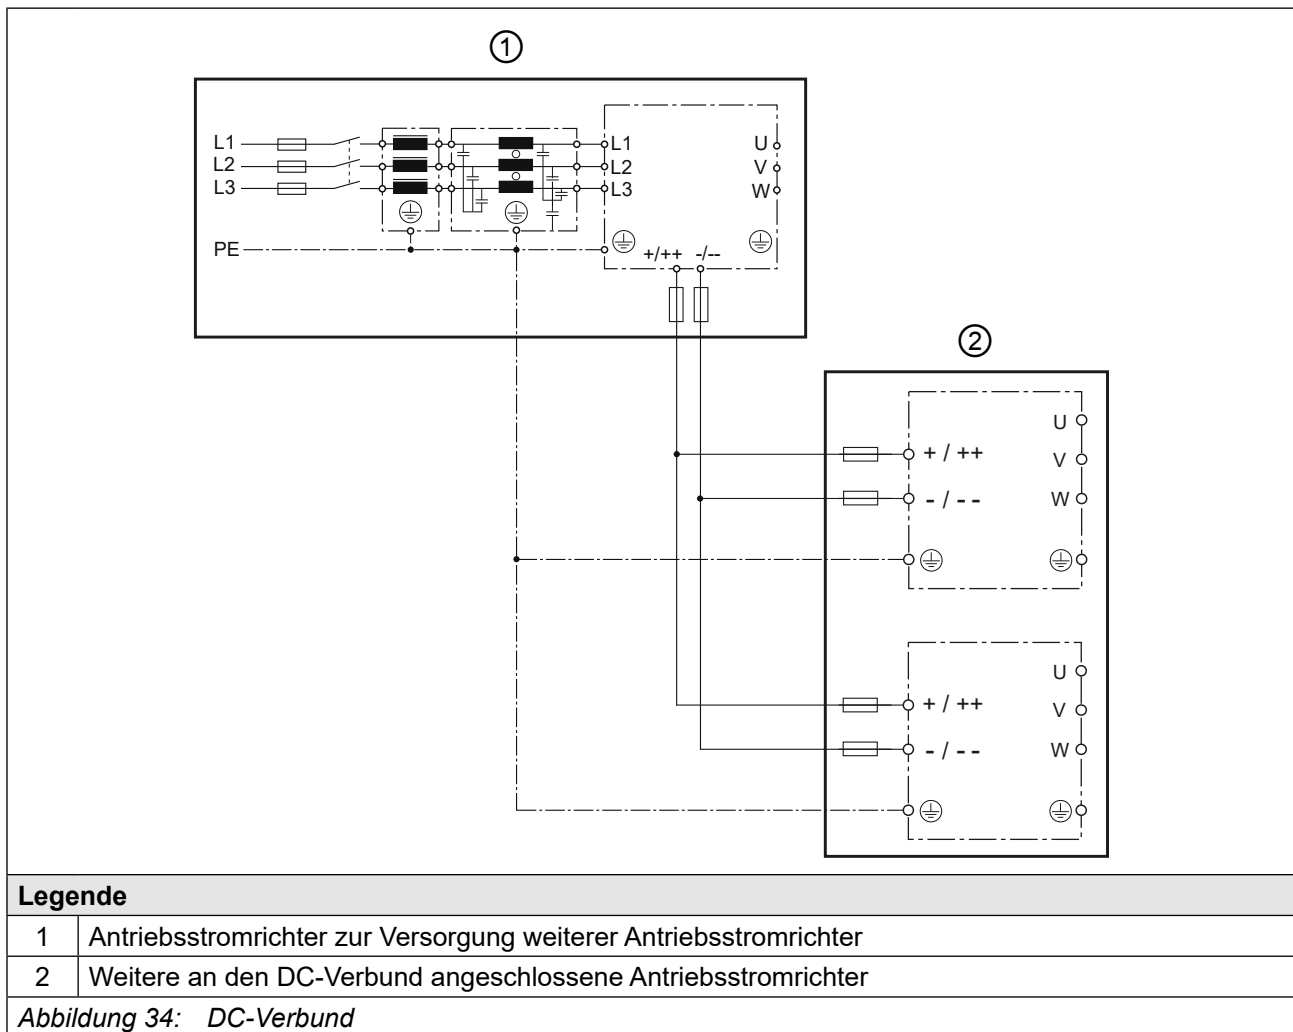 1
L1
L2
L3
PE
L1
L2
L3
U
V
W
+/++ -/--
2
U
+ / ++
V
- / - -
W
U
+ / ++
V
- / - -
W
Legende
1 Antriebsstromrichter zur Versorgung weiterer Antriebsstromrichter
2 Weitere an den DC-Verbund angeschlossene Antriebsstromrichter
Abbildung 34: DC-Verbund